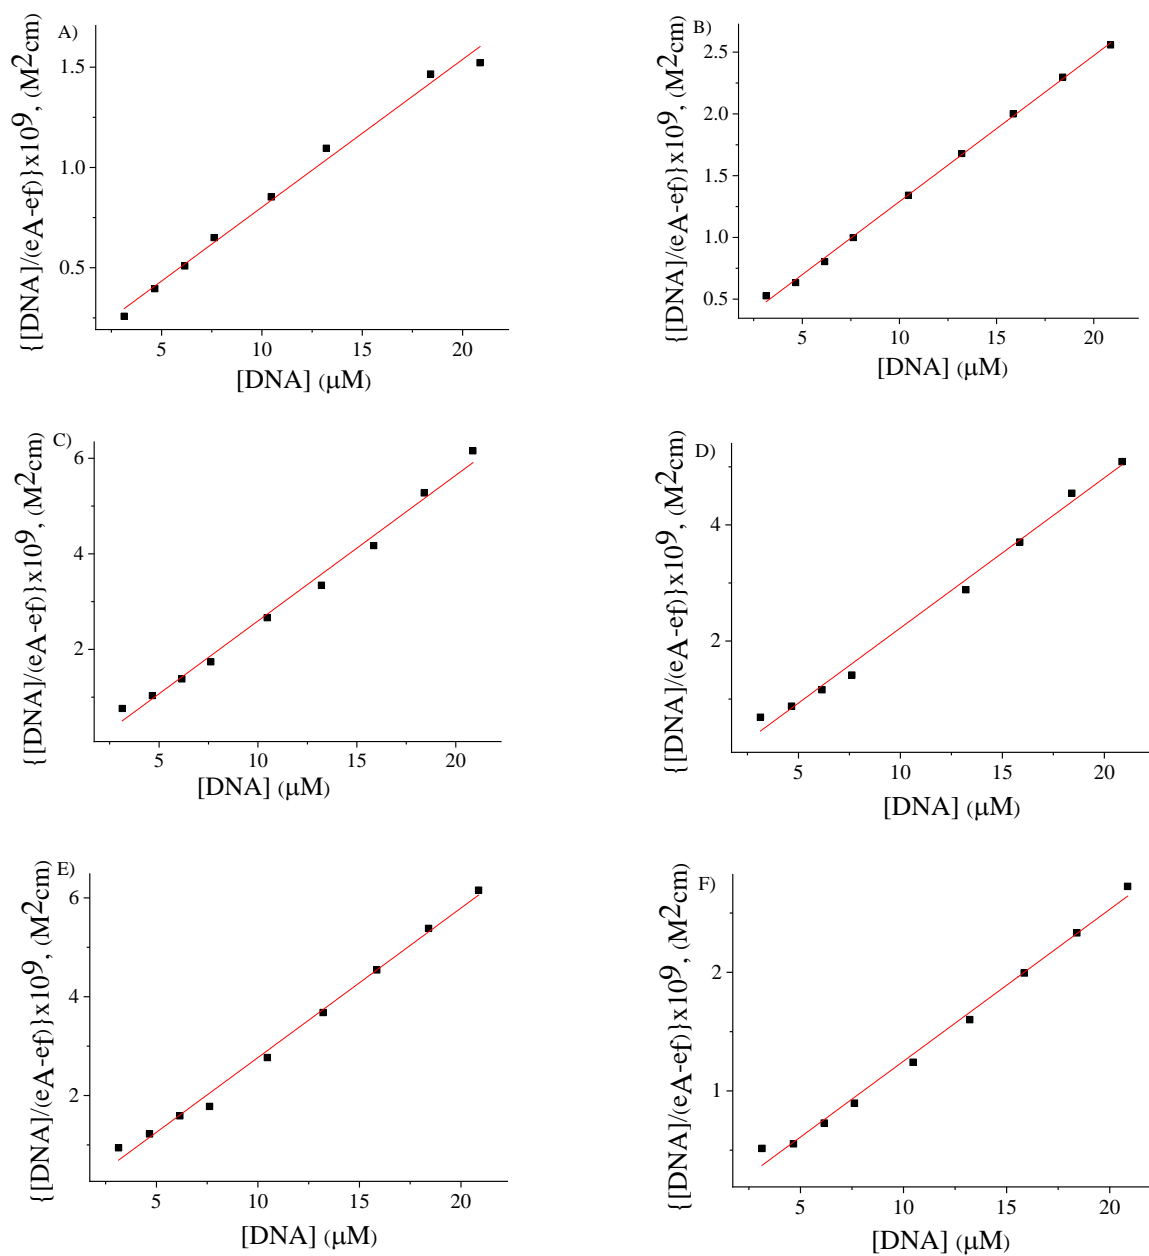 A)
{[DNA]/(eA-ef)}x10^9, (M^2cm)
1.5
1.0
0.5
5 10 15 20
[DNA] (μM)
B)
{[DNA]/(eA-ef)}x10^9, (M^2cm)
2.5
2.0
1.5
1.0
0.5
5 10 15 20
[DNA] (μM)
C)
{[DNA]/(eA-ef)}x10^9, (M^2cm)
6
4
2
5 10 15 20
[DNA] (μM)
D)
{[DNA]/(eA-ef)}x10^9, (M^2cm)
4
2
5 10 15 20
[DNA] (μM)
E)
{[DNA]/(eA-ef)}x10^9, (M^2cm)
6
4
2
5 10 15 20
[DNA] (μM)
F)
{[DNA]/(eA-ef)}x10^9, (M^2cm)
2
1
5 10 15 20
[DNA] (μM)